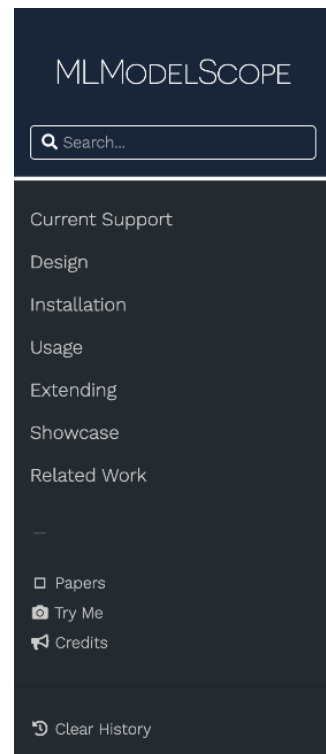 MLMODELSCOPE
Search...
Current Support
Design
Installation
Usage
Extending
Showcase
Related Work
Papers
Try Me
Credits
Clear History